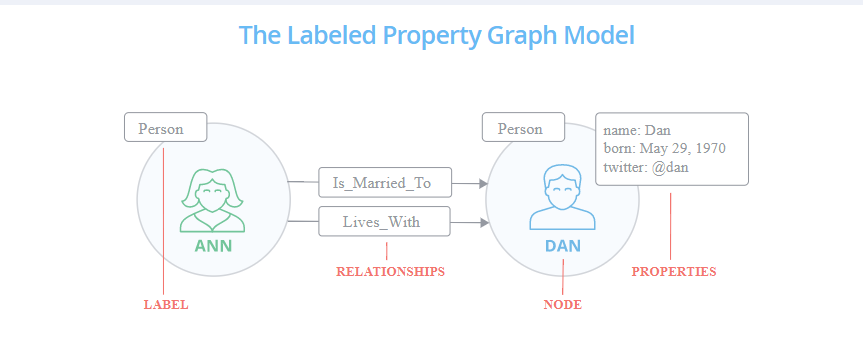 The Labeled Property Graph Model
Person
Person
name: Dan
born: May 29, 1970
twitter: @dan
Is_Married_To
Lives_With
ANN
DAN
RELATIONSHIPS
PROPERTIES
LABEL
NODE